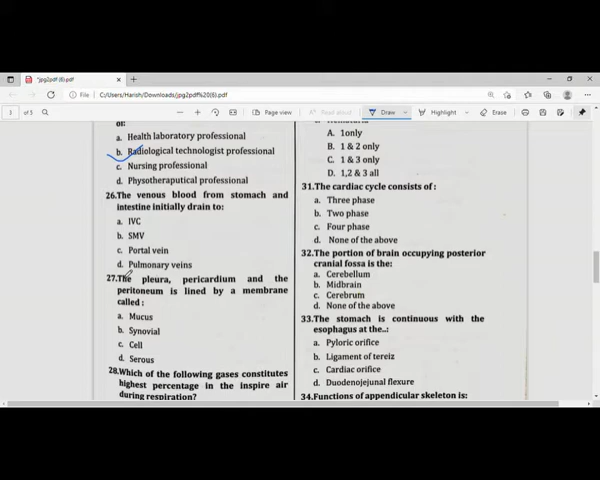 *jpg2pdf (6).pdf
File
C:/Users/Harish/Downloads/jpg2pdf%20(6).pdf
1 of 5
Page view
Read aloud
Draw
Highlight
Erase
of:
a. Health laboratory professional
b. Radiological technologist professional
c. Nursing professional
d. Physotheraputical professional
26.The venous blood from stomach and
intestine initially drain to:
a. IVC
b. SMV
c. Portal vein
d. Pulmonary veins
27.The pleura, pericardium and the
peritoneum is lined by a membrane
called :
a. Mucus
b. Synovial
c. Cell
d. Serous
28.Which of the following gases constitutes
highest percentage in the inspire air
during respiration?
A. 1only
B. 1 & 2 only
C. 1 & 3 only
D. 1,2 & 3 all
31.The cardiac cycle consists of :
a. Three phase
b. Two phase
c. Four phase
d. None of the above
32.The portion of brain occupying posterior
cranial fossa is the:
a. Cerebellum
b. Midbrain
c. Cerebrum
d. None of the above
33.The stomach is continuous with the
esophagus at the..:
a. Pyloric orifice
b. Ligament of tereiz
c. Cardiac orifice
d. Duodenojejunal flexure
34.Functions of appendicular skeleton is: